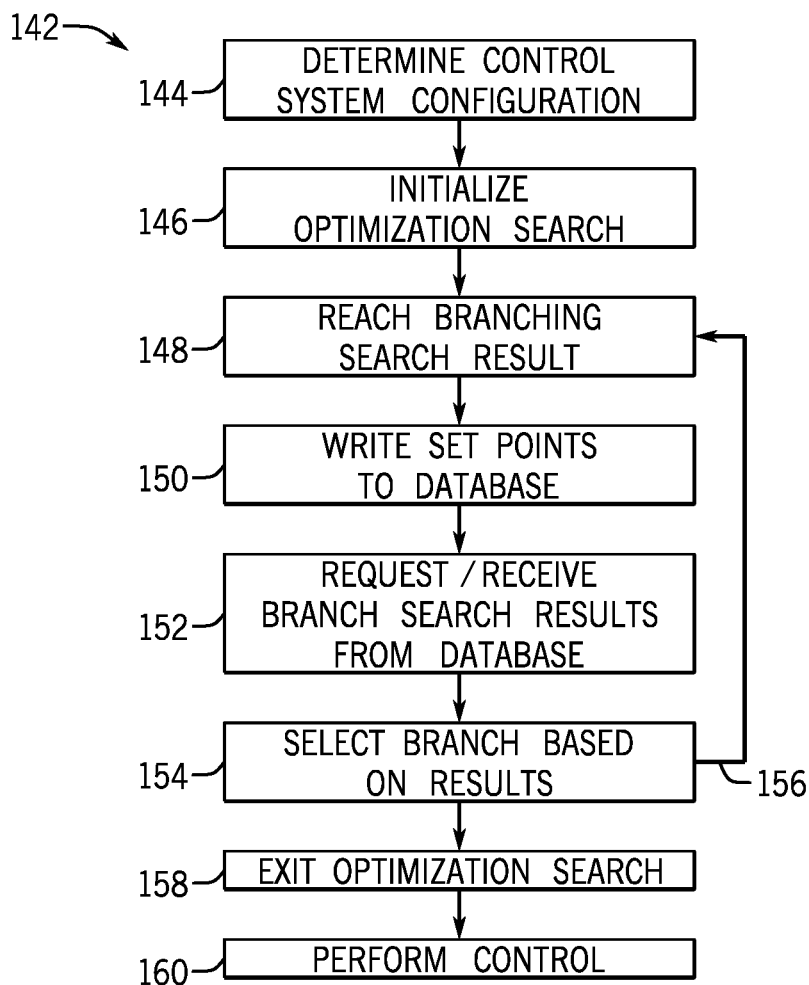 142
144
DETERMINE CONTROL
SYSTEM CONFIGURATION
146
INITIALIZE
OPTIMIZATION SEARCH
148
REACH BRANCHING
SEARCH RESULT
150
WRITE SET POINTS
TO DATABASE
152
REQUEST / RECEIVE
BRANCH SEARCH RESULTS
FROM DATABASE
154
SELECT BRANCH BASED
ON RESULTS
156
158
EXIT OPTIMIZATION SEARCH
160
PERFORM CONTROL